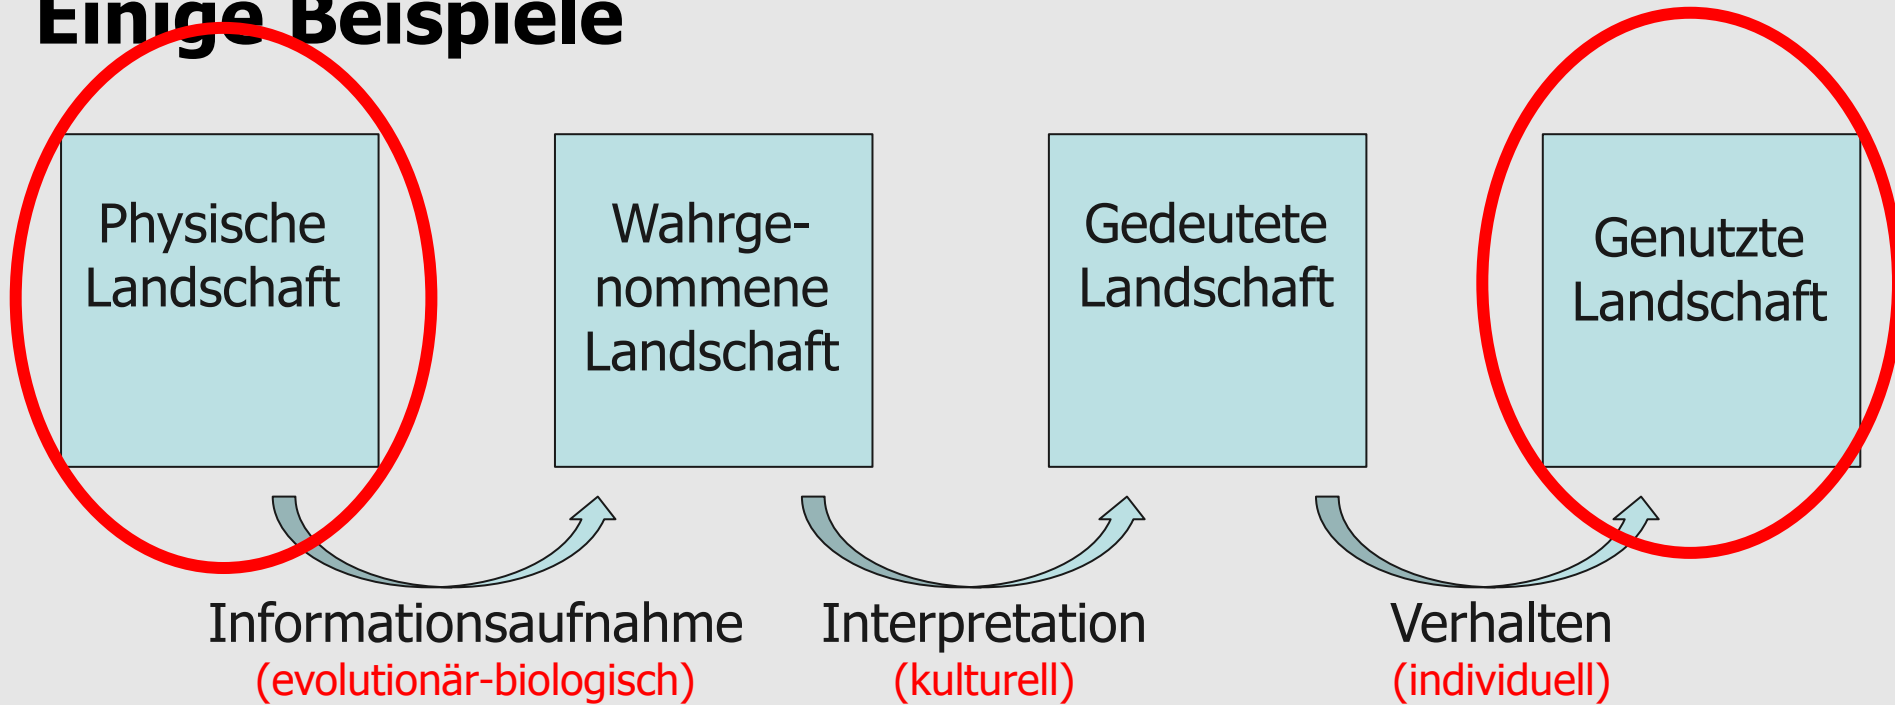 Einige Beispiele
Physische
Landschaft
Wahrge-
nommene
Landschaft
Gedeutete
Landschaft
Genutzte
Landschaft
Informationsaufnahme
(evolutionär-biologisch)
Interpretation
(kulturell)
Verhalten
(individuell)